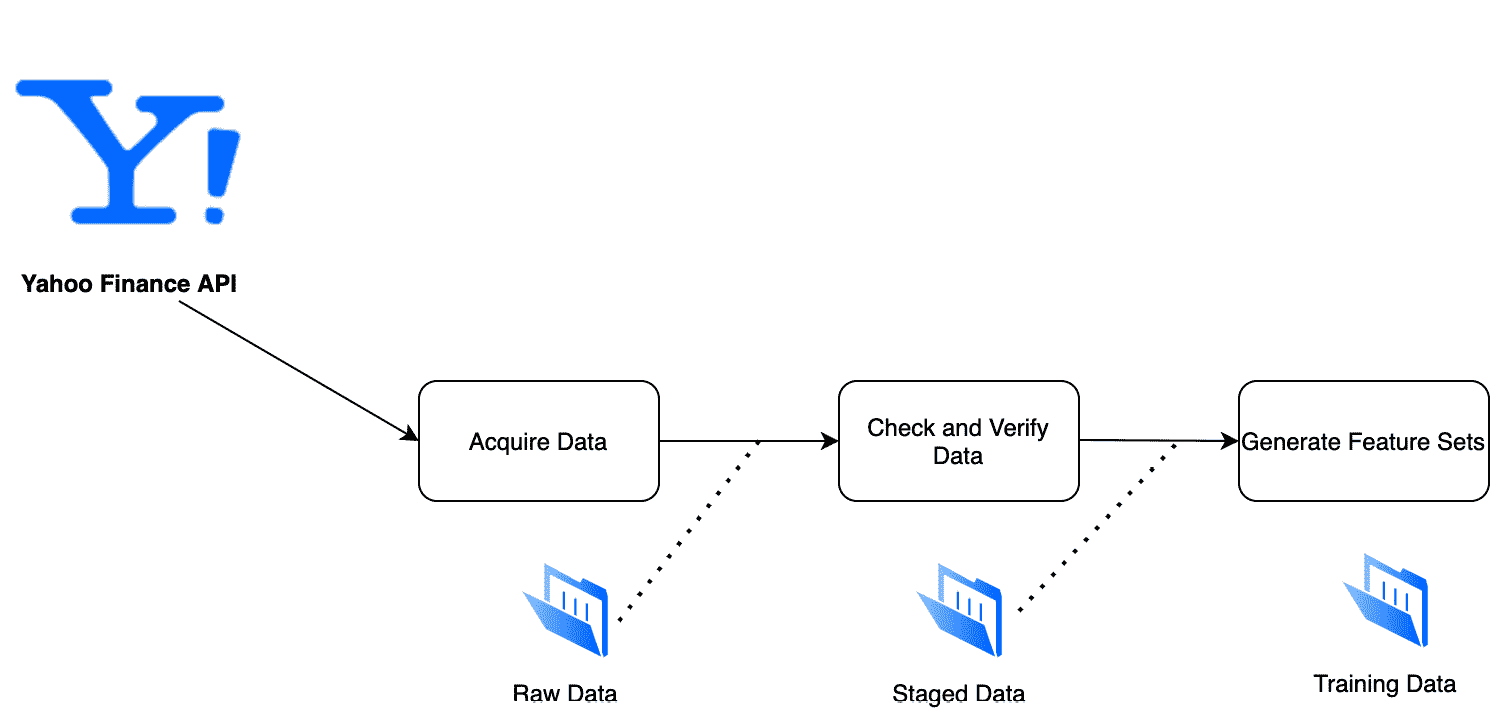 Y!
Yahoo Finance API
Acquire Data
Check and Verify
Data
Generate Feature Sets
Raw Data
Staged Data
Training Data